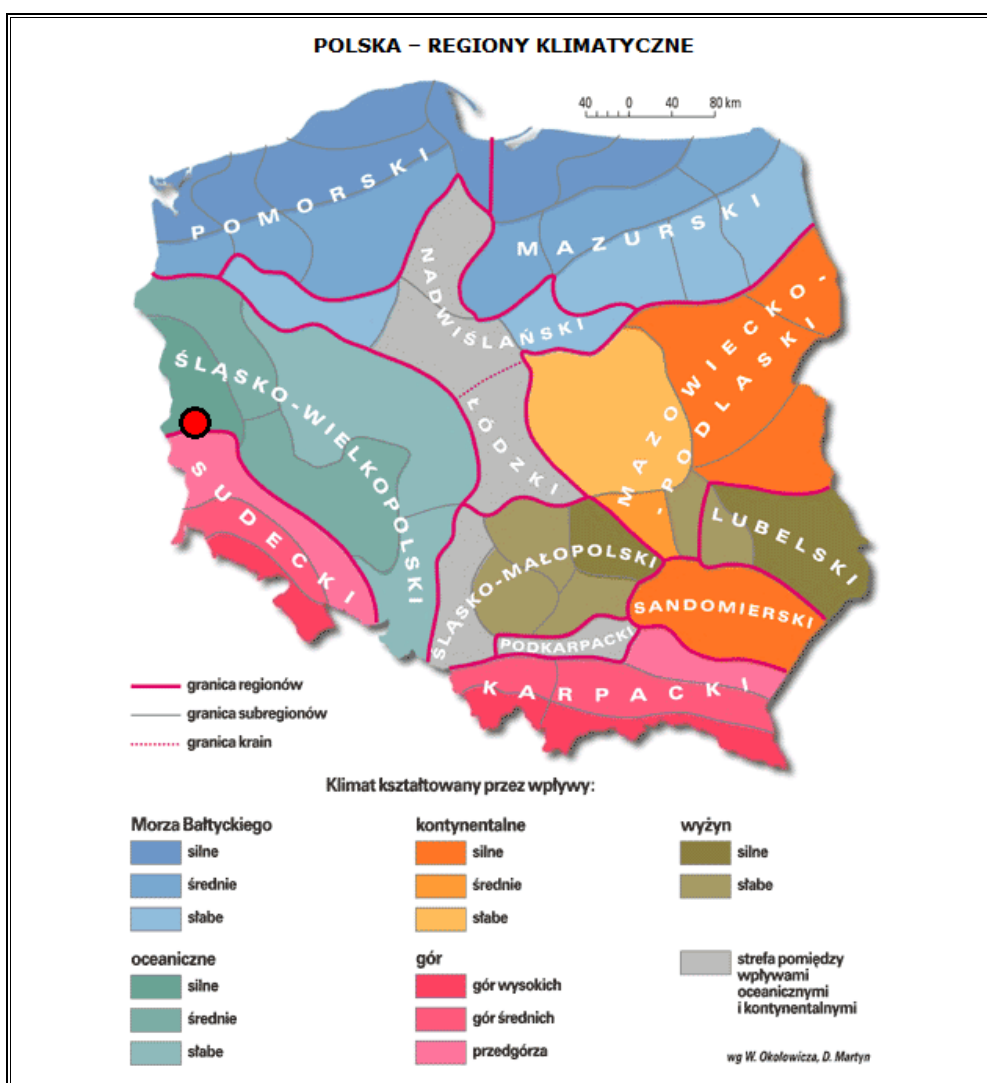 POLSKA – REGIONY KLIMATYCZNE
40 0 40 80 km
POMORSKI
MAZURSKI
NADWIŚLAŃSKI
MAZOWIECKO-
-PODLASKI
ŚLĄSKO-WIELKOPOLSKI
ŁÓDZKI
SUDECKI
LUBELSKI
ŚLĄSKO-MAŁOPOLSKI
SANDOMIERSKI
PODKARPACKI
KARPACKI
granica regionów
granica subregionów
granica krain
Klimat kształtowany przez wpływy:
Morza Bałtyckiego
silne
średnie
słabe
kontynentalne
silne
średnie
słabe
wyżyn
silne
słabe
oceaniczne
silne
średnie
słabe
gór
gór wysokich
gór średnich
przedgórza
strefa pomiędzy
wpływami
oceanicznymi
i kontynentalnymi
wg W. Okołowicza, D. Martyn